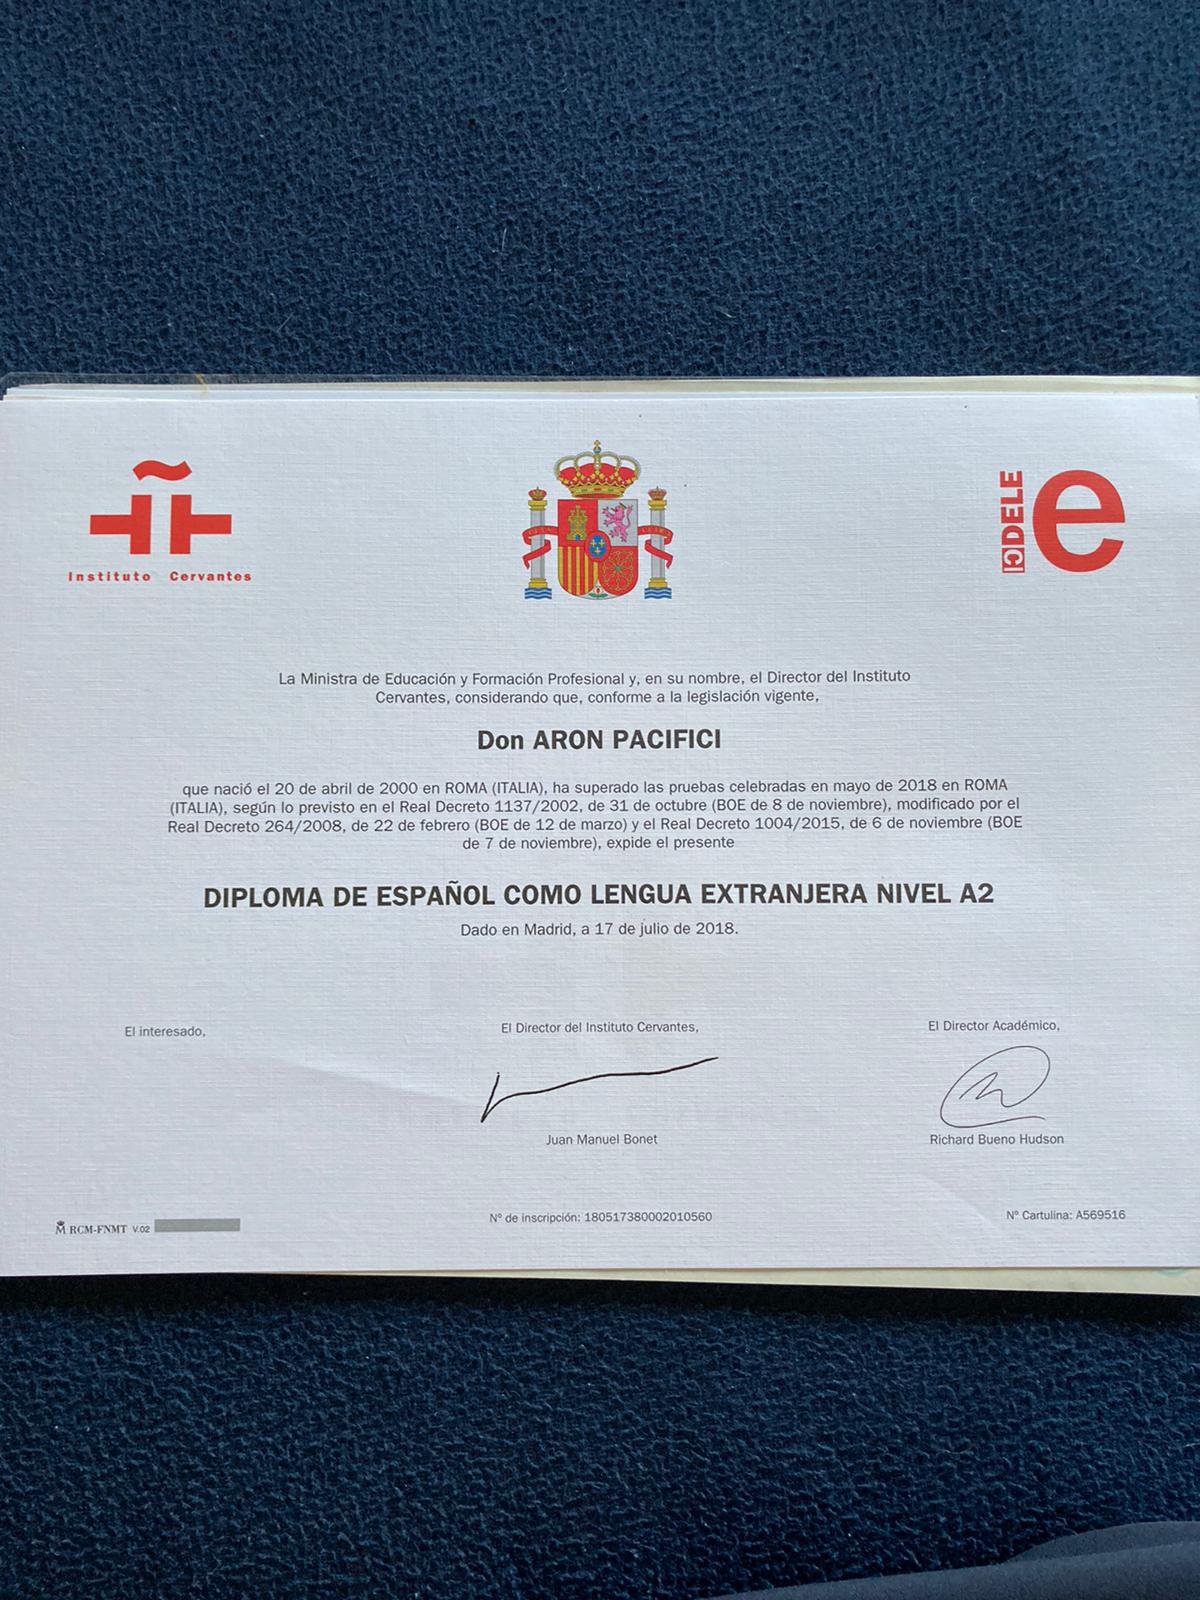 Instituto Cervantes
DELE
e
La Ministra de Educación y Formación Profesional y, en su nombre, el Director del Instituto
Cervantes, considerando que, conforme a la legislación vigente,
Don ARON PACIFICI
que nació el 20 de abril de 2000 en ROMA (ITALIA), ha superado las pruebas celebradas en mayo de 2018 en ROMA
(ITALIA), según lo previsto en el Real Decreto 1137/2002, de 31 de octubre (BOE de 8 de noviembre), modificado por el
Real Decreto 264/2008, de 22 de febrero (BOE de 12 de marzo) y el Real Decreto 1004/2015, de 6 de noviembre (BOE
de 7 de noviembre), expide el presente
DIPLOMA DE ESPAÑOL COMO LENGUA EXTRANJERA NIVEL A2
Dado en Madrid, a 17 de julio de 2018.
El interesado,
El Director del Instituto Cervantes,
El Director Académico,
Juan Manuel Bonet
Richard Bueno Hudson
RCM-FNMT V.02
Nº de inscripción: 180517380002010560
Nº Cartulina: A569516